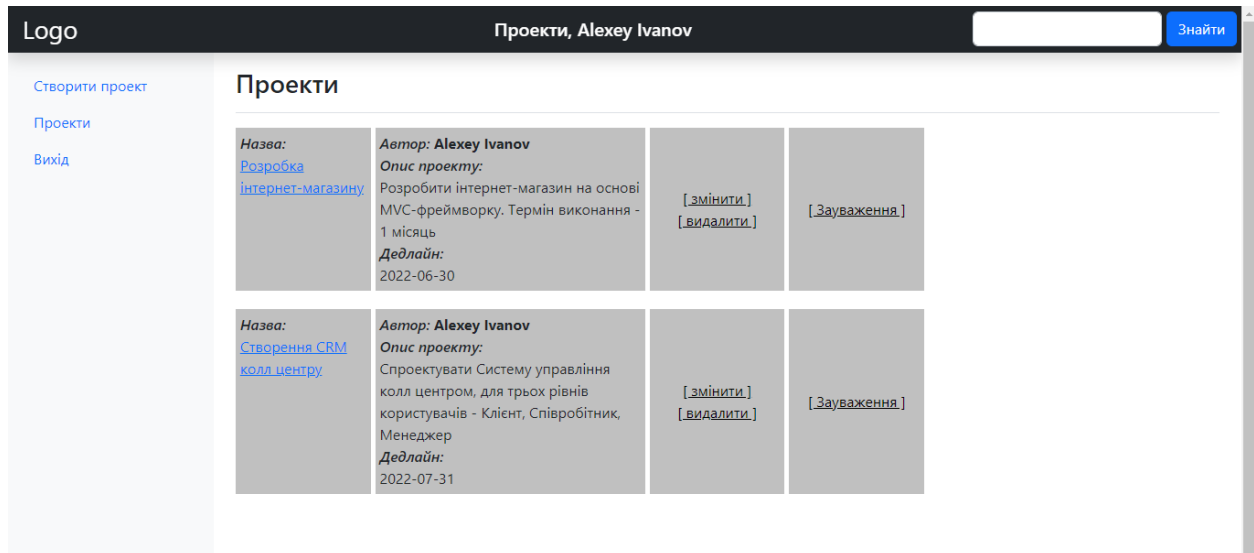 Logo
Проекти, Alexey Ivanov
Знайти
Створити проект
Проекти
Вихід
Проекти
Назва:
Розробка
інтернет-магазину
Автор: Alexey Ivanov
Опис проекту:
Розробити інтернет-магазин на основі
MVC-фреймворку. Термін виконання -
1 місяць
Дедлайн:
2022-06-30
[ змінити ]
[ видалити ]
[ Зауваження ]
Назва:
Створення CRM
колл центру
Автор: Alexey Ivanov
Опис проекту:
Спроектувати Систему управління
колл центром, для трьох рівнів
користувачів - Клієнт, Співробітник,
Менеджер
Дедлайн:
2022-07-31
[ змінити ]
[ видалити ]
[ Зауваження ]